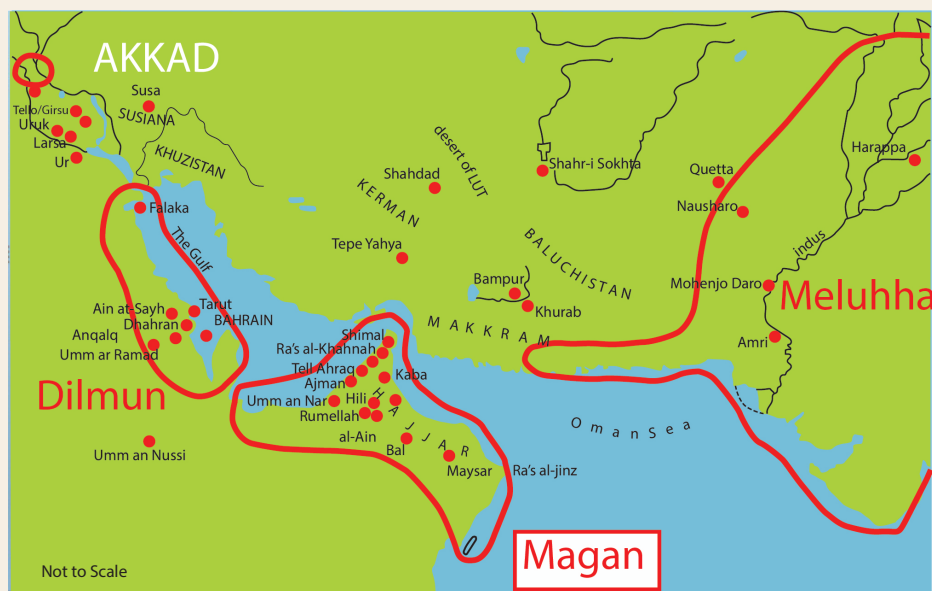 AKKAD
Susa
Tello/Girsu
SUSIANA
Uruk
Larsa
Ur
KHUZISTAN
desert of LUT
Shahdad
KERMAN
Shahr-i Sokhta
Harappa
Quetta
Nausharo
Falaka
The Gulf
Tepe Yahya
BALUCHISTAN
indus
Bampur
Khurab
Mohenjo Daro
Meluhha
Ain at-Sayh
Tarut
Dhahran
BAHRAIN
Anqalq
Umm ar Ramad
MAKKRAM
Amri
Shimal
Ra's al-Khahnah
Tell Ahraq
Ajman
Kaba
Dilmun
Umm an Nar
Hili
HAJJAR
Rumellah
Oman Sea
Umm an Nussi
al-Ain
Bal
Maysar
Ra's al-jinz
Magan
Not to Scale